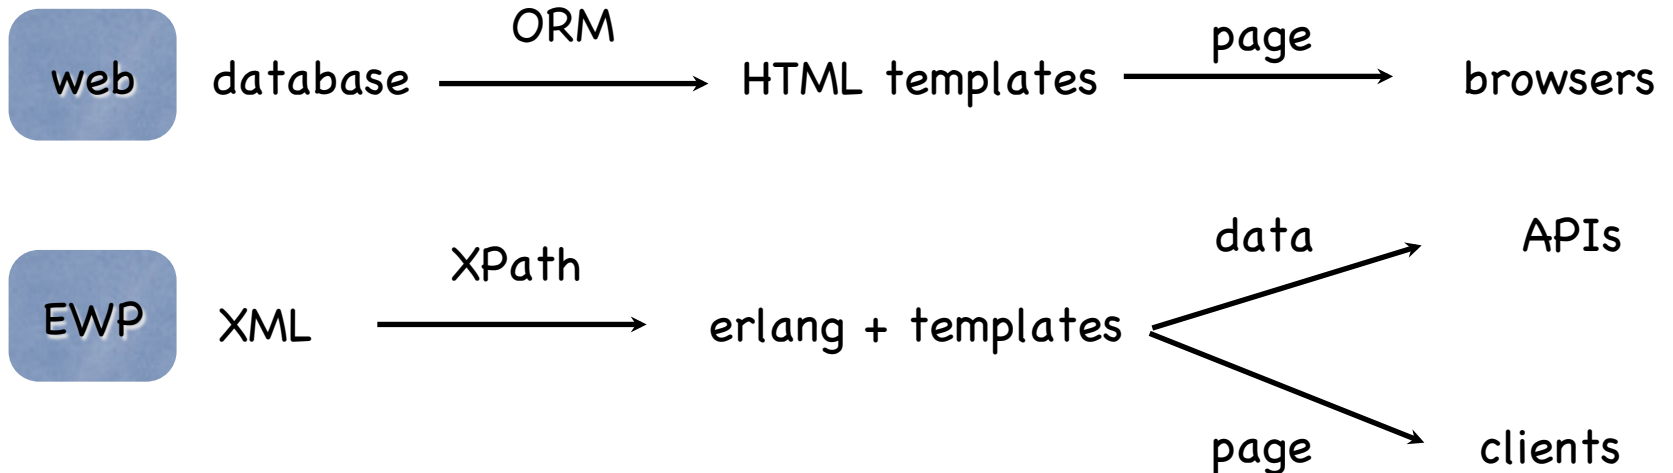 ORM
page
web database HTML templates browsers
data APIs
XPath
EWP XML erlang + templates
page clients